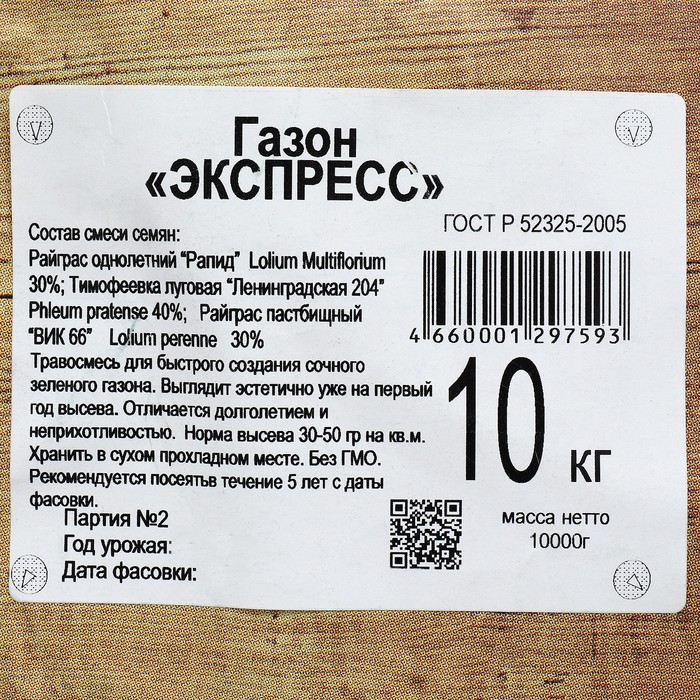 Газон
«ЭКСПРЕСС»
ГОСТ Р 52325-2005
Состав смеси семян:
Райграс однолетний “Рапид” Lolium Multiflorium
30%; Тимофеевка луговая “Ленинградская 204”
Phleum pratense 40%; Райграс пастбищный
“ВИК 66” Lolium perenne 30%
Травосмесь для быстрого создания сочного
зеленого газона. Выглядит эстетично уже на первый
год высева. Отличается долголетием и
неприхотливостью. Норма высева 30-50 гр на кв.м.
Хранить в сухом прохладном месте. Без ГМО.
Рекомендуется посеятьв течение 5 лет с даты
фасовки.
4 660001 297593
10 кг
масса нетто
10000г
Партия №2
Год урожая:
Дата фасовки: